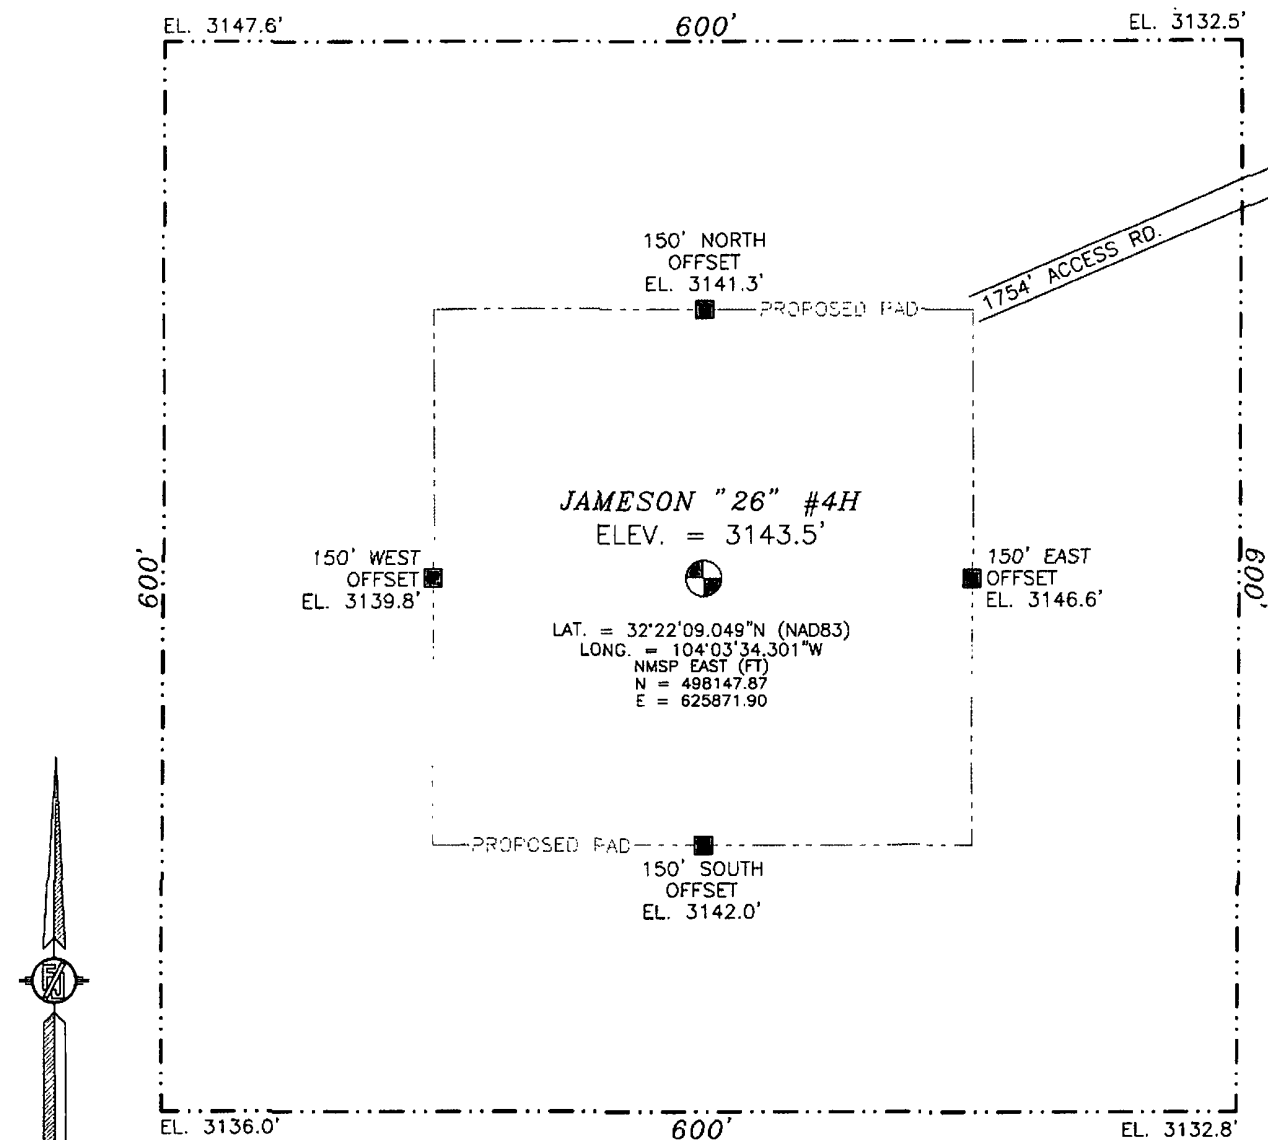 EL. 3147.6'
600'
EL. 3132.5'
1754' ACCESS RD.
150' NORTH
OFFSET
EL. 3141.3'
PROPOSED PAD
JAMESON "26" #4H
ELEV. = 3143.5'
600'
150' WEST
OFFSET
EL. 3139.8'
150' EAST
OFFSET
EL. 3146.6'
600'
LAT. = 32°22'09.049"N (NAD83)
LONG. = 104°03'34.301"W
NMSP EAST (FT)
N = 498147.87
E = 625871.90
PROPOSED PAD
150' SOUTH
OFFSET
EL. 3142.0'
EL. 3136.0'
600'
EL. 3132.8'